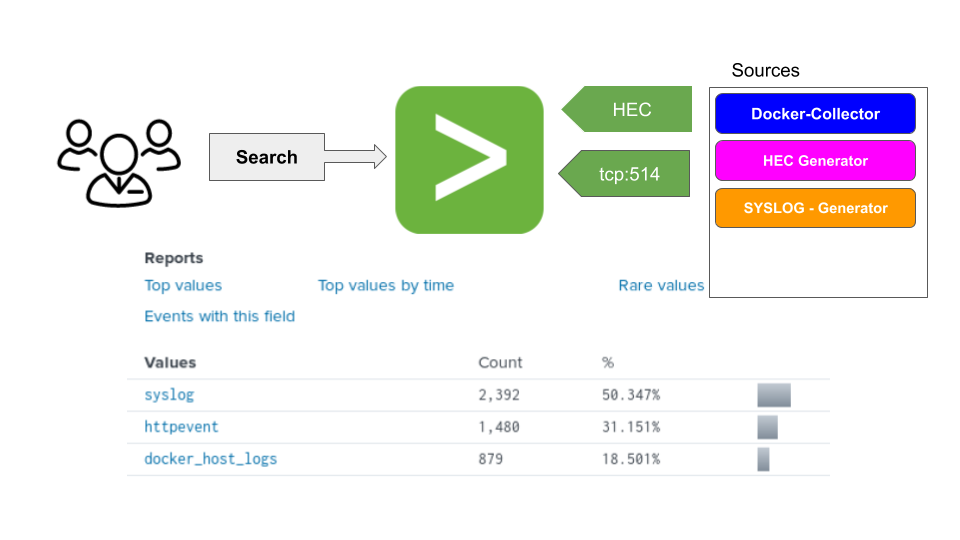 Sources
HEC
Docker-Collector
Search
HEC Generator
tcp:514
SYSLOG - Generator
Reports
Top values Top values by time Rare values
Events with this field
Values Count %
syslog 2,392 50.347%
httpevent 1,480 31.151%
docker_host_logs 879 18.501%